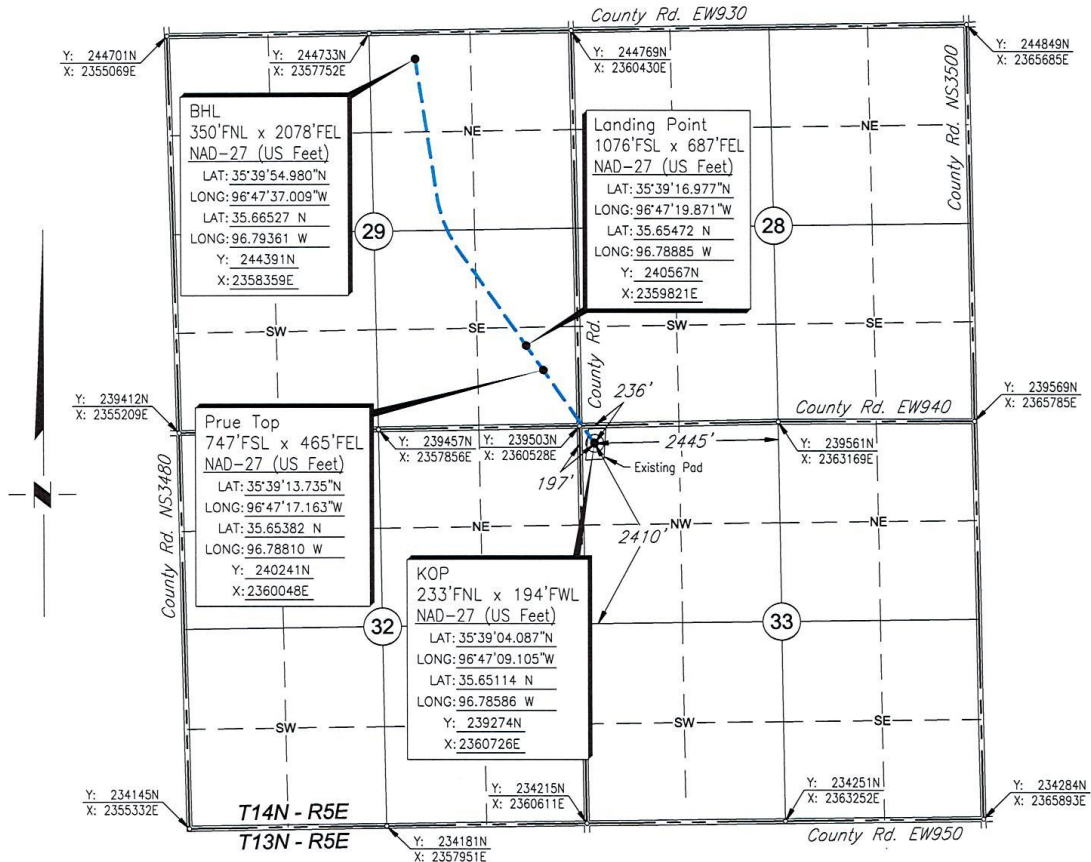 County Rd. EW930
Y: 244701N
X: 2355069E
Y: 244733N
X: 2357752E
Y: 244769N
X: 2360430E
Y: 244849N
X: 2365685E
County Rd. NS3500
BHL
350'FNL x 2078'FEL
NAD-27 (US Feet)
LAT: 35°39'54.980"N
LONG: 96°47'37.009"W
LAT: 35.66527 N
LONG: 96.79361 W
Y: 244391N
X: 2358359E
NE
29
Landing Point
1076'FSL x 687'FEL
NAD-27 (US Feet)
LAT: 35°39'16.977"N
LONG: 96°47'19.871"W
LAT: 35.65472 N
LONG: 96.78885 W
Y: 240567N
X: 2359821E
NE
28
SW
SE
SW
SE
County Rd.
Y: 239412N
X: 2355209E
Y: 239457N
X: 2357856E
Y: 239503N
X: 2360528E
236'
County Rd. EW940
Y: 239569N
X: 2365785E
2445'
Y: 239561N
X: 2363169E
Existing Pad
197'
Prue Top
747'FSL x 465'FEL
NAD-27 (US Feet)
LAT: 35°39'13.735"N
LONG: 96°47'17.163"W
LAT: 35.65382 N
LONG: 96.78810 W
Y: 240241N
X: 2360048E
N
County Rd. NS3480
NE
2410'
NW
NE
KOP
233'FNL x 194'FWL
NAD-27 (US Feet)
LAT: 35°39'04.087"N
LONG: 96°47'09.105"W
LAT: 35.65114 N
LONG: 96.78586 W
Y: 239274N
X: 2360726E
32
33
SW
SW
SE
Y: 234145N
X: 2355332E
T14N - R5E
T13N - R5E
Y: 234181N
X: 2357951E
Y: 234215N
X: 2360611E
Y: 234251N
X: 2363252E
Y: 234284N
X: 2365893E
County Rd. EW950